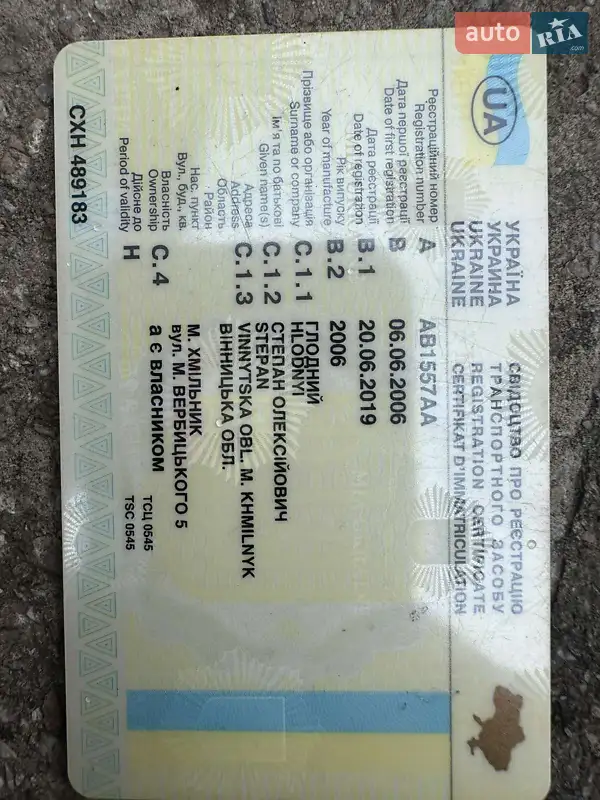 auto RIA .com
UA
УКРАЇНА
УКРАИНА
UKRAINE
UKRAINE
СВІДОЦТВО ПРО РЕЄСТРАЦІЮ
ТРАНСПОРТНОГО ЗАСОБУ
REGISTRATION CERTIFICATE
CERTIFIKAT D'IMMATRICULATION
Реєстраційний номер
Registration number A AB1557AA
Дата першої реєстрації
Date of first registration B 06.06.2006
Дата реєстрації
Date of registration B.1 20.06.2019
Рік випуску
Year of manufacture B.2 2006
Прізвище або організація
Surname or company C.1.1 ГЛОДНИЙ
HLODNYI
Ім'я та по батькові
Given name(s) C.1.2 СТЕПАН ОЛЕКСІЙОВИЧ
STEPAN
Адреса
Address C.1.3 VINNYTSKA OBL. M. KHMILNYK
Область ВІННИЦЬКА ОБЛ.
Район
Нас. пункт М. ХМІЛЬНИК
Вул., буд., кв. вул. М. ВЕРБИЦЬКОГО 5
Власність
Ownership C.4 а є власником
Дійсне до
Period of validity H
ТСЦ 0545
TSC 0545
СХН 489183